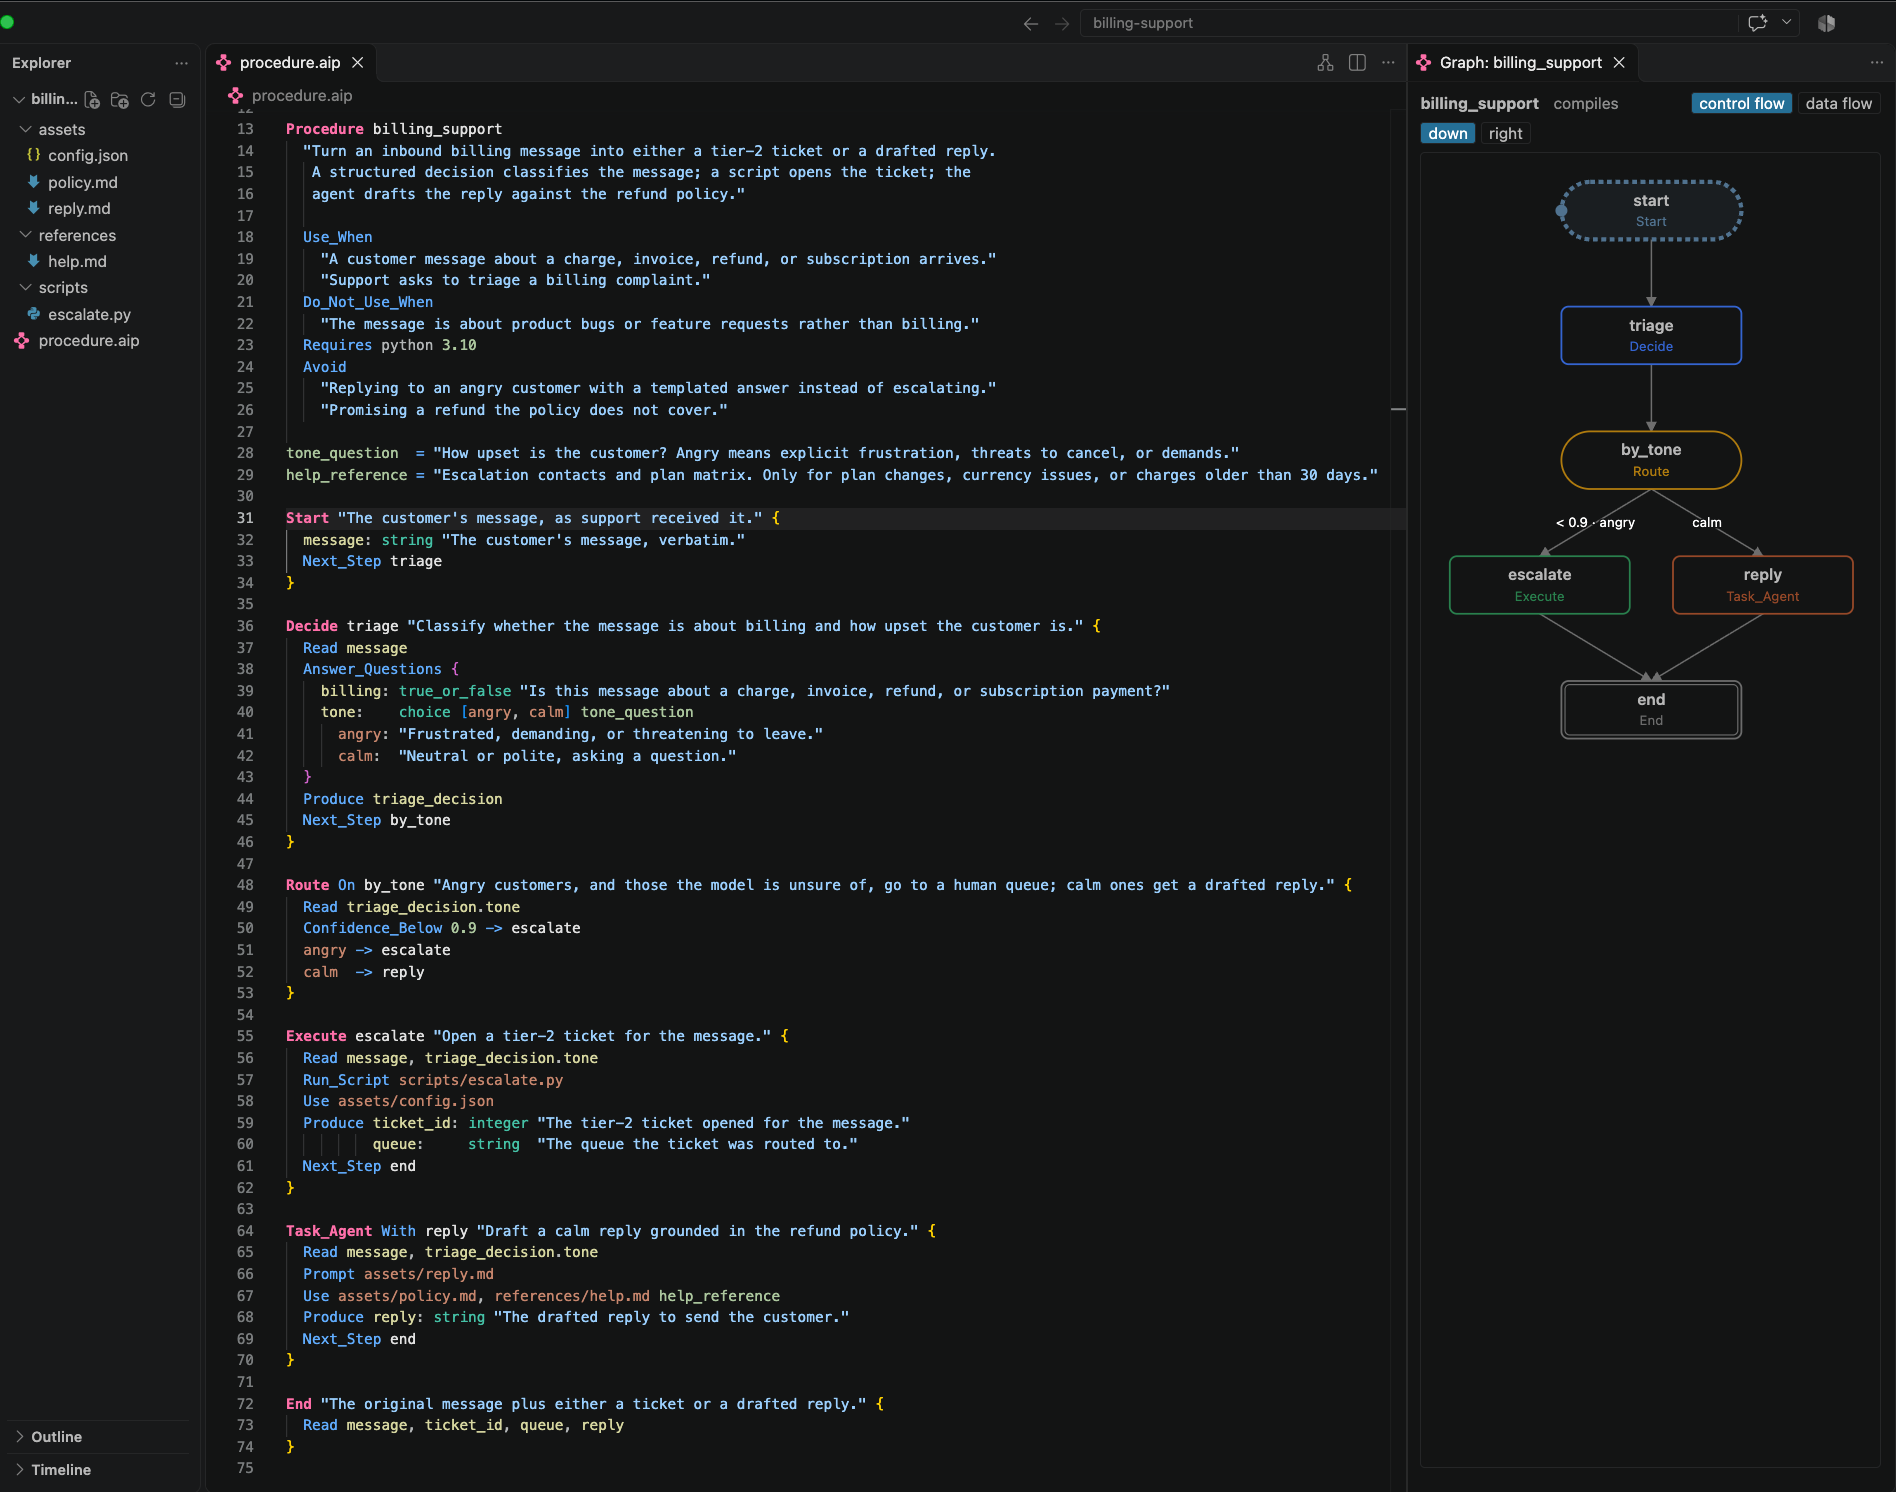 billing-support
Explorer
billin...
assets
config.json
policy.md
reply.md
references
help.md
scripts
escalate.py
procedure.aip
Outline
Timeline
procedure.aip
procedure.aip
12
13 Procedure billing_support
14 "Turn an inbound billing message into either a tier-2 ticket or a drafted reply.
15 A structured decision classifies the message; a script opens the ticket; the
16 agent drafts the reply against the refund policy."
17
18 Use_When
19 "A customer message about a charge, invoice, refund, or subscription arrives."
20 "Support asks to triage a billing complaint."
21 Do_Not_Use_When
22 "The message is about product bugs or feature requests rather than billing."
23 Requires python 3.10
24 Avoid
25 "Replying to an angry customer with a templated answer instead of escalating."
26 "Promising a refund the policy does not cover."
27
28 tone_question = "How upset is the customer? Angry means explicit frustration, threats to cancel, or demands."
29 help_reference = "Escalation contacts and plan matrix. Only for plan changes, currency issues, or charges older than 30 days."
30
31 Start "The customer's message, as support received it." {
32 message: string "The customer's message, verbatim."
33 Next_Step triage
34 }
35
36 Decide triage "Classify whether the message is about billing and how upset the customer is." {
37 Read message
38 Answer_Questions {
39 billing: true_or_false "Is this message about a charge, invoice, refund, or subscription payment?"
40 tone: choice [angry, calm] tone_question
41 angry: "Frustrated, demanding, or threatening to leave."
42 calm: "Neutral or polite, asking a question."
43 }
44 Produce triage_decision
45 Next_Step by_tone
46 }
47
48 Route On by_tone "Angry customers, and those the model is unsure of, go to a human queue; calm ones get a drafted reply." {
49 Read triage_decision.tone
50 Confidence_Below 0.9 -> escalate
51 angry -> escalate
52 calm -> reply
53 }
54
55 Execute escalate "Open a tier-2 ticket for the message." {
56 Read message, triage_decision.tone
57 Run_Script scripts/escalate.py
58 Use assets/config.json
59 Produce ticket_id: integer "The tier-2 ticket opened for the message."
60 queue: string "The queue the ticket was routed to."
61 Next_Step end
62 }
63
64 Task_Agent With reply "Draft a calm reply grounded in the refund policy." {
65 Read message, triage_decision.tone
66 Prompt assets/reply.md
67 Use assets/policy.md, references/help.md help_reference
68 Produce reply: string "The drafted reply to send the customer."
69 Next_Step end
70 }
71
72 End "The original message plus either a ticket or a drafted reply." {
73 Read message, ticket_id, queue, reply
74 }
75
Graph: billing_support
billing_support compiles control flow data flow
down right
start
Start
triage
Decide
by_tone
Route
< 0.9 · angry calm
escalate
Execute
reply
Task_Agent
end
End